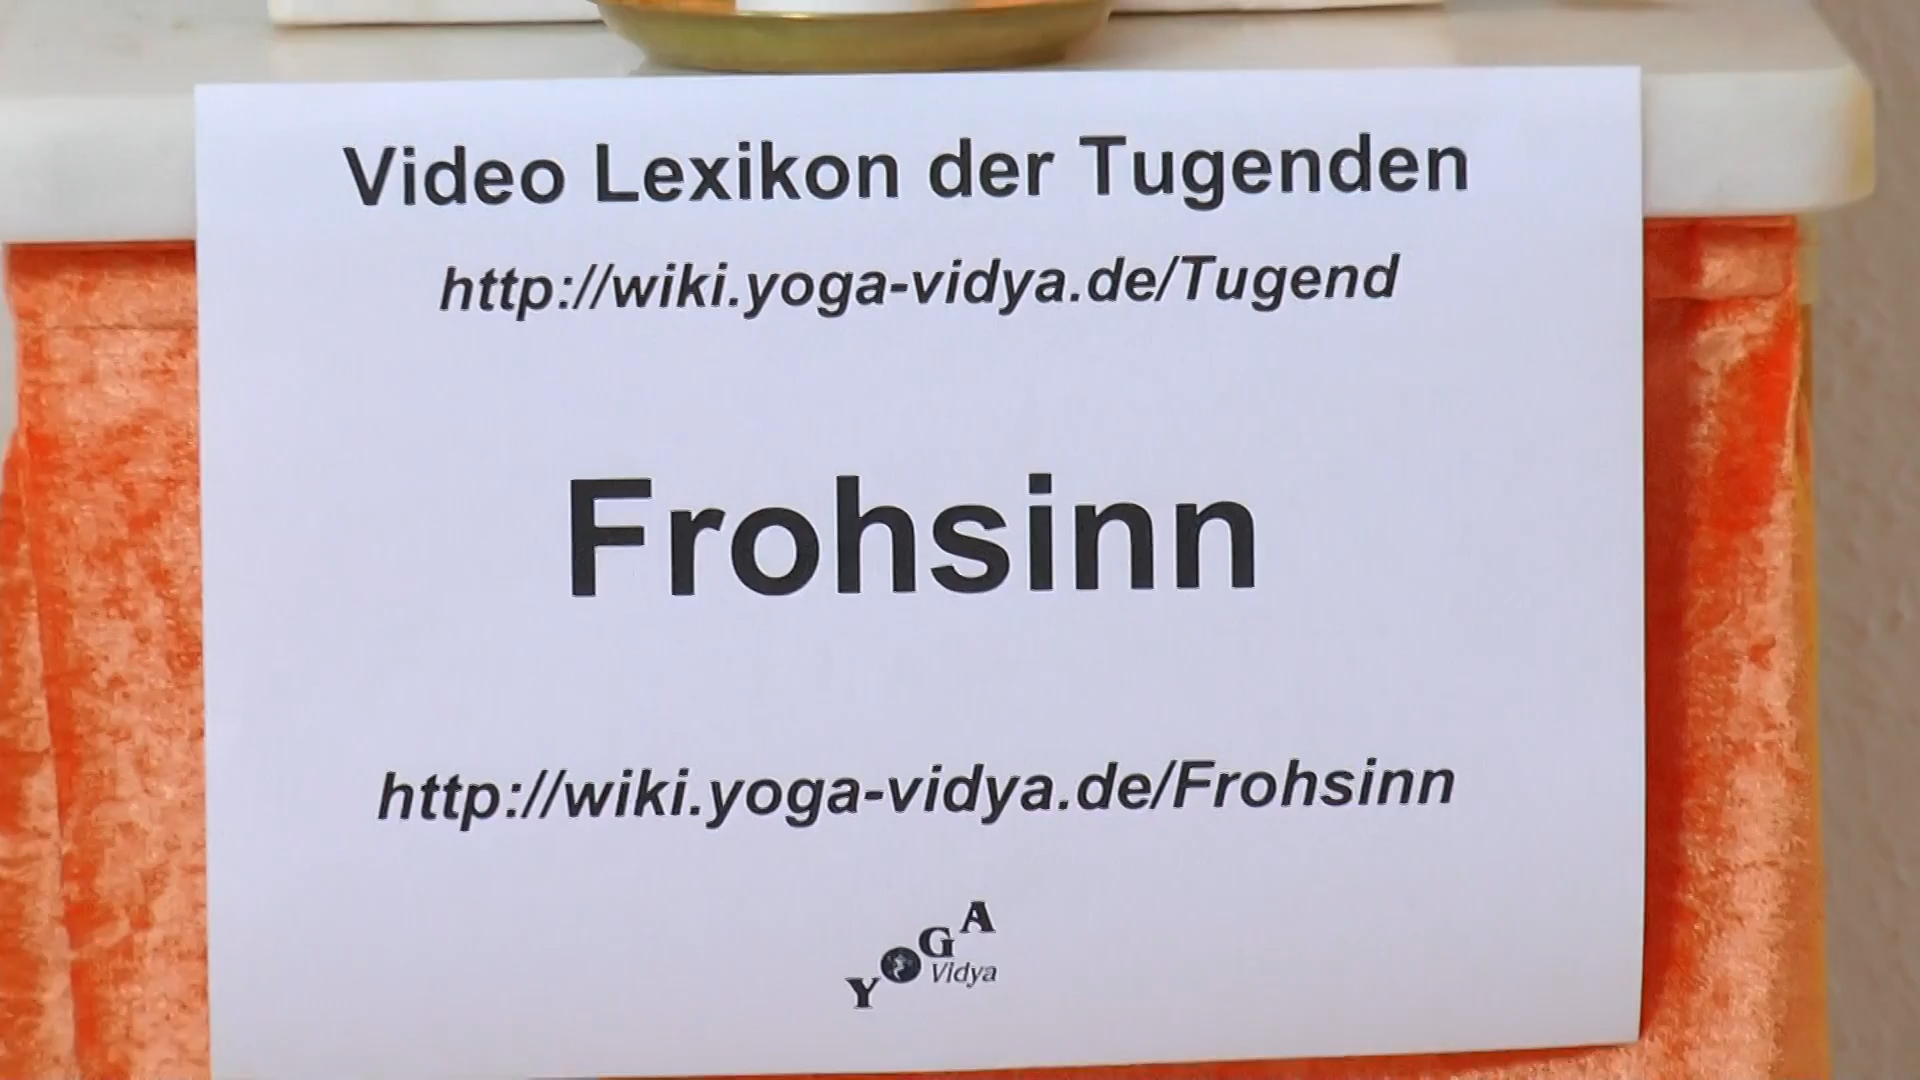 Video Lexikon der Tugenden
http://wiki.yoga-vidya.de/Tugend
Frohsinn
http://wiki.yoga-vidya.de/Frohsinn
YOGA
Vidya